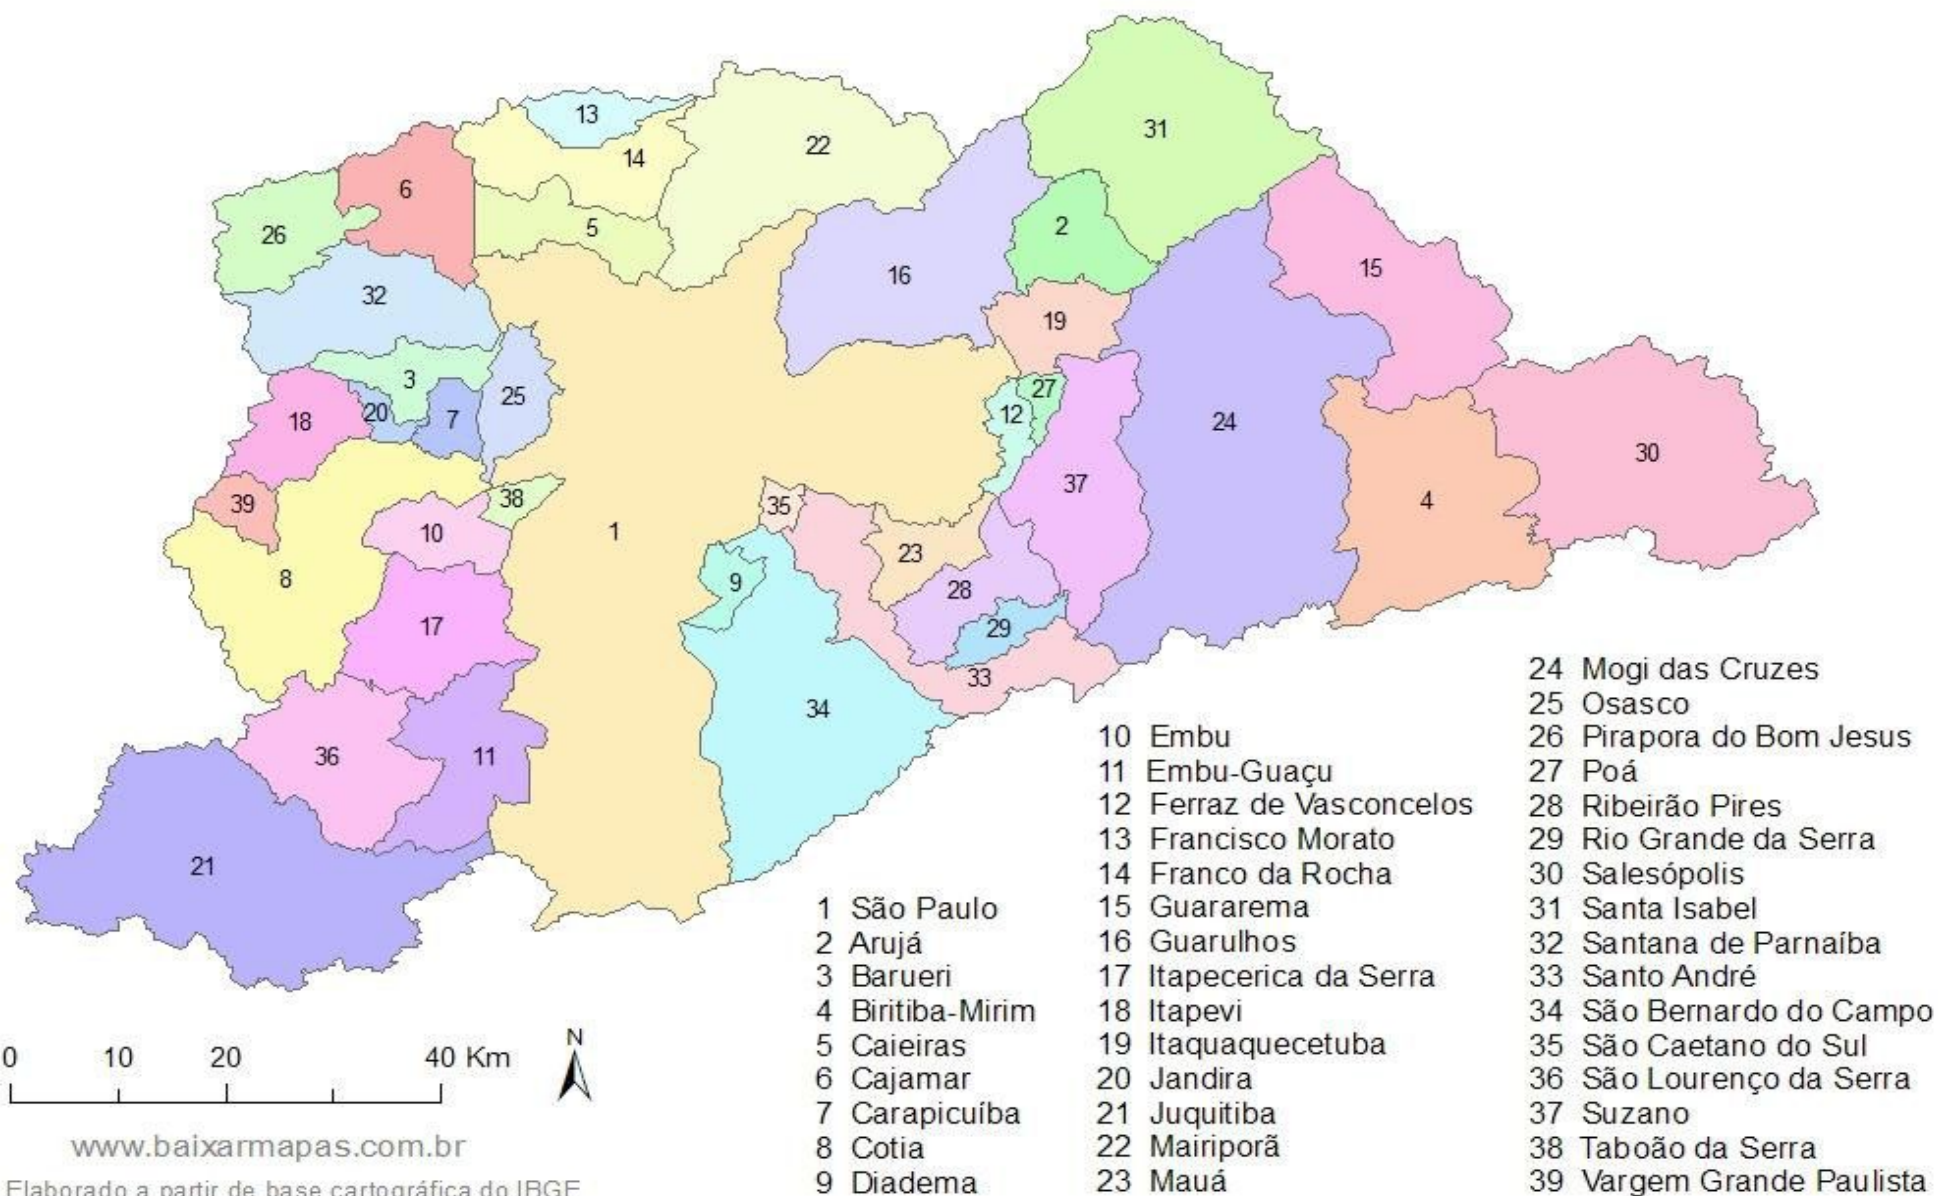 13
31
22
14
6
2
5
26
15
16
32
19
3
27
25
12
20
7
18
24
30
37
39
38
35
4
1
10
23
8
9
28
17
29
33
34
36
11
21
0 10 20 40 Km
N
www.baixarmapas.com.br
Elaborado a partir de base cartográfica do IBGE
1 São Paulo
2 Arujá
3 Barueri
4 Biritiba-Mirim
5 Caieiras
6 Cajamar
7 Carapicuíba
8 Cotia
9 Diadema
10 Embu
11 Embu-Guaçu
12 Ferraz de Vasconcelos
13 Francisco Morato
14 Franco da Rocha
15 Guararema
16 Guarulhos
17 Itapecerica da Serra
18 Itapevi
19 Itaquaquecetuba
20 Jandira
21 Juquitiba
22 Mairiporã
23 Mauá
24 Mogi das Cruzes
25 Osasco
26 Pirapora do Bom Jesus
27 Poá
28 Ribeirão Pires
29 Rio Grande da Serra
30 Salesópolis
31 Santa Isabel
32 Santana de Parnaíba
33 Santo André
34 São Bernardo do Campo
35 São Caetano do Sul
36 São Lourenço da Serra
37 Suzano
38 Taboão da Serra
39 Vargem Grande Paulista